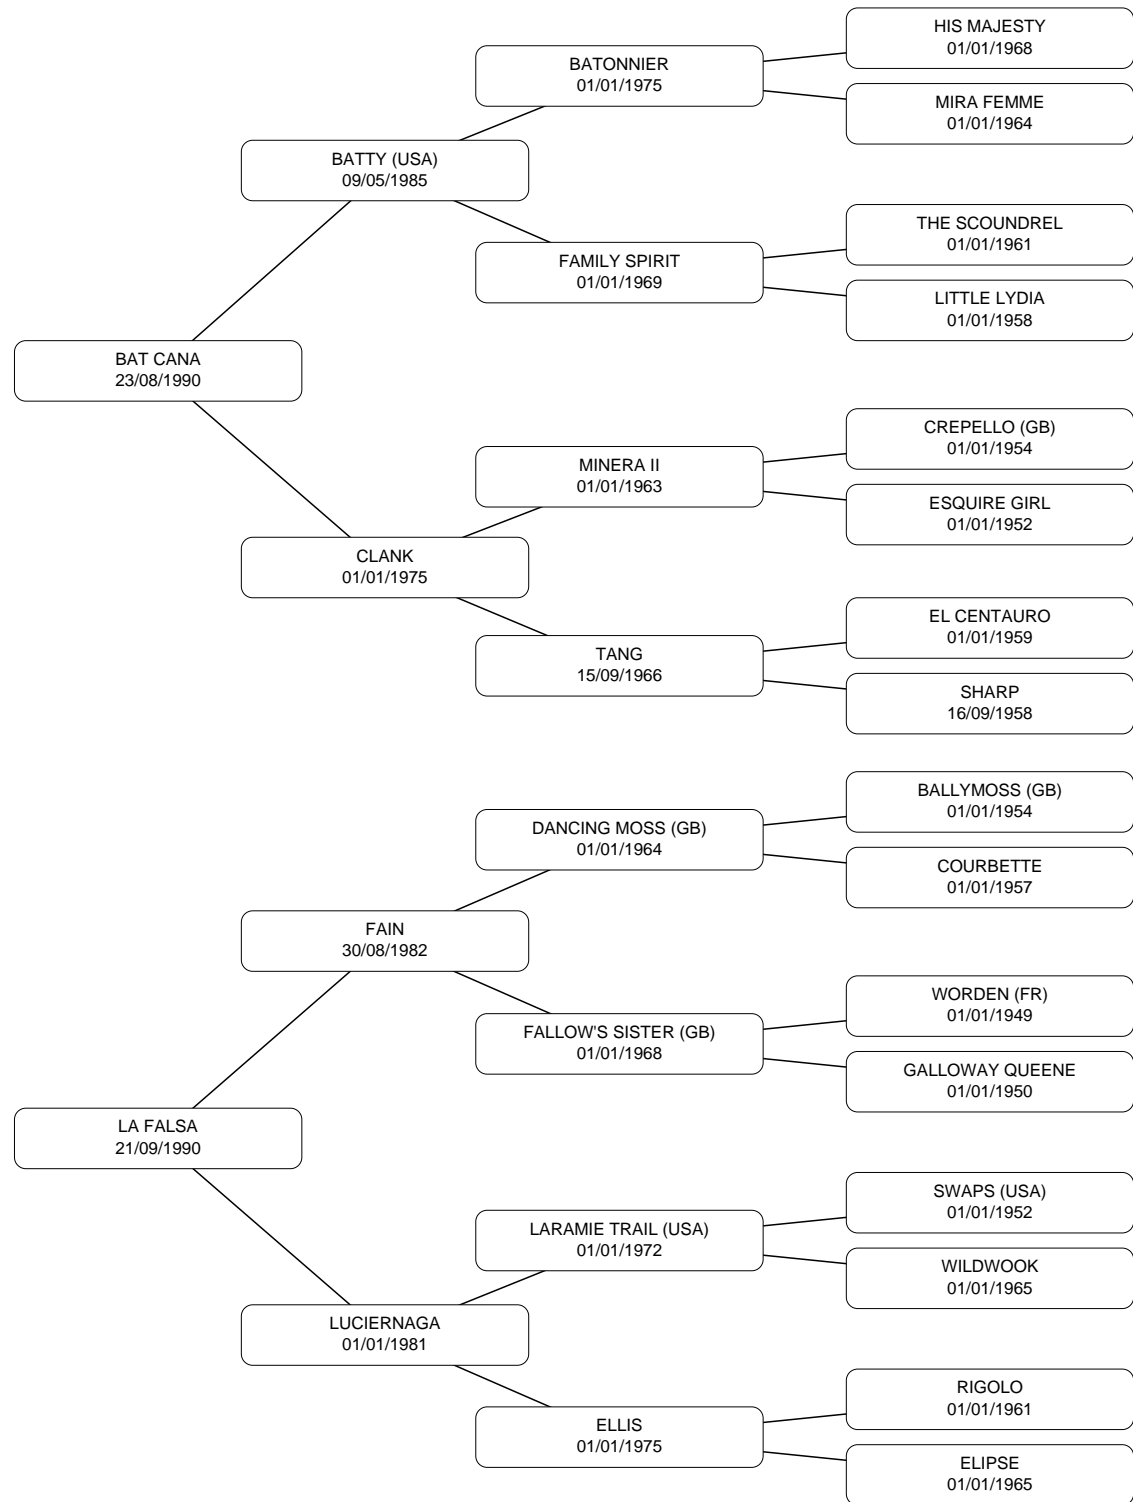 HIS MAJESTY
01/01/1968
BATONNIER
01/01/1975
MIRA FEMME
01/01/1964
BATTY (USA)
09/05/1985
THE SCOUNDREL
01/01/1961
FAMILY SPIRIT
01/01/1969
LITTLE LYDIA
01/01/1958
BAT CANA
23/08/1990
CREPELLO (GB)
01/01/1954
MINERA II
01/01/1963
ESQUIRE GIRL
01/01/1952
CLANK
01/01/1975
EL CENTAURO
01/01/1959
TANG
15/09/1966
SHARP
16/09/1958
BALLYMOSS (GB)
01/01/1954
DANCING MOSS (GB)
01/01/1964
COURBETTE
01/01/1957
FAIN
30/08/1982
WORDEN (FR)
01/01/1949
FALLOW'S SISTER (GB)
01/01/1968
GALLOWAY QUEENE
01/01/1950
LA FALSA
21/09/1990
SWAPS (USA)
01/01/1952
LARAMIE TRAIL (USA)
01/01/1972
WILDWOOK
01/01/1965
LUCIERNAGA
01/01/1981
RIGOLO
01/01/1961
ELLIS
01/01/1975
ELIPSE
01/01/1965